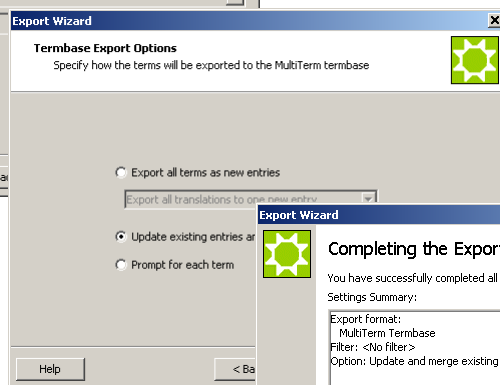 Export Wizard
Termbase Export Options
Specify how the terms will be exported to the MultiTerm termbase
Export all terms as new entries
Export all translations to one new entry
Update existing entries
Prompt for each term
Help
< Ba
Export Wizard
Completing the Export
You have successfully completed all
Settings Summary:
Export format:
MultiTerm Termbase
Filter: <No filter>
Option: Update and merge existing